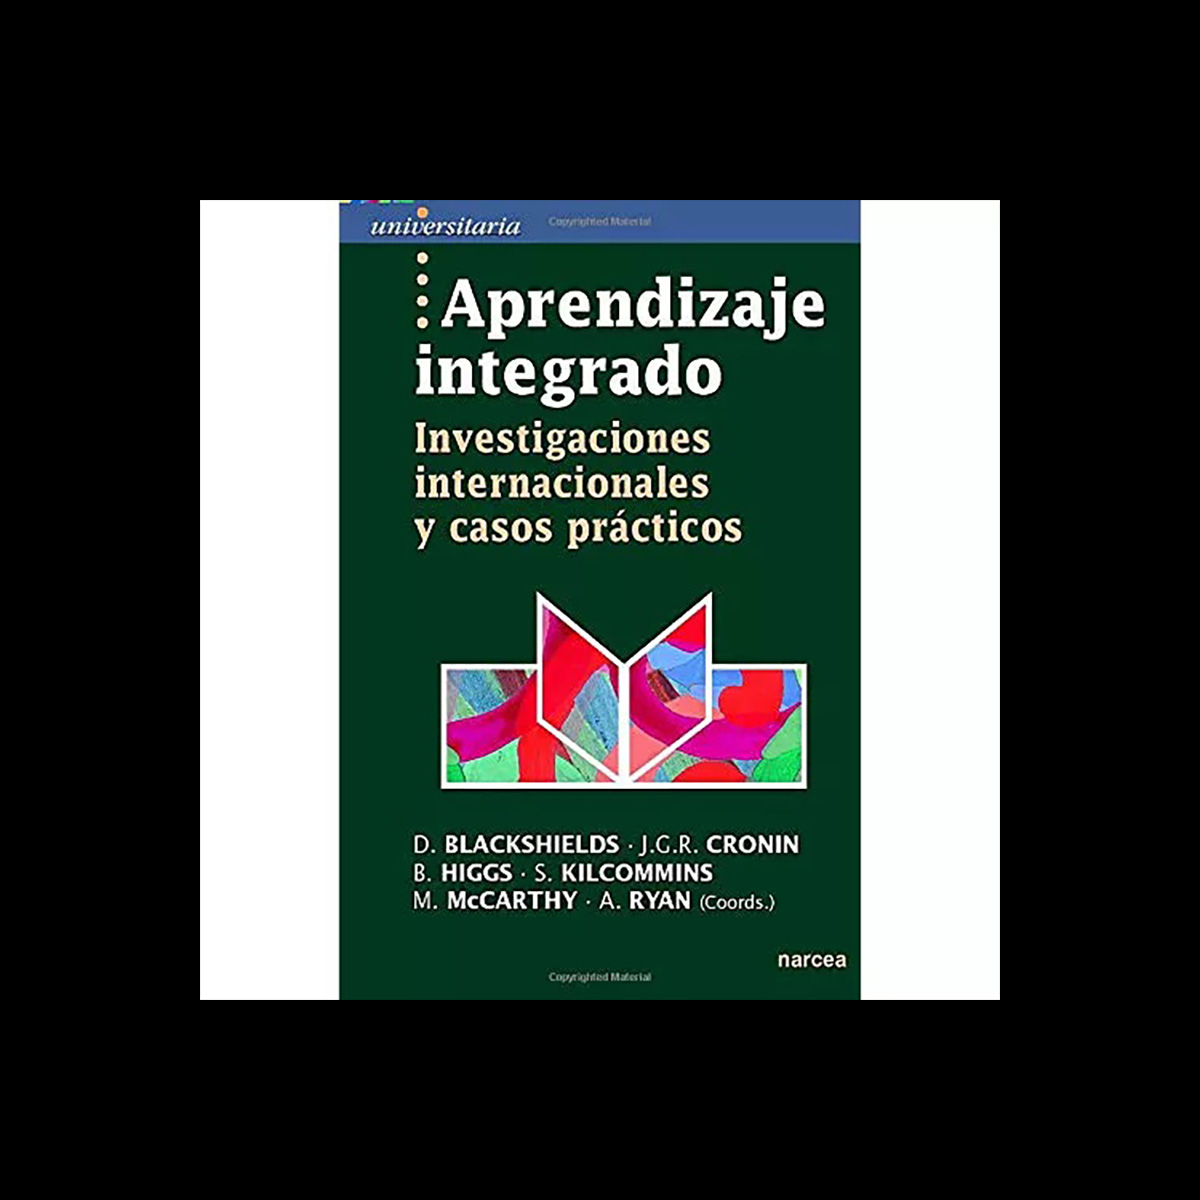 universitaria
Copyrighted Material
Aprendizaje
integrado
Investigaciones
internacionales
y casos prácticos
D. BLACKSHIELDS · J.G.R. CRONIN
B. HIGGS · S. KILCOMMINS
M. McCARTHY · A. RYAN (Coords.)
narcea
Copyrighted Material